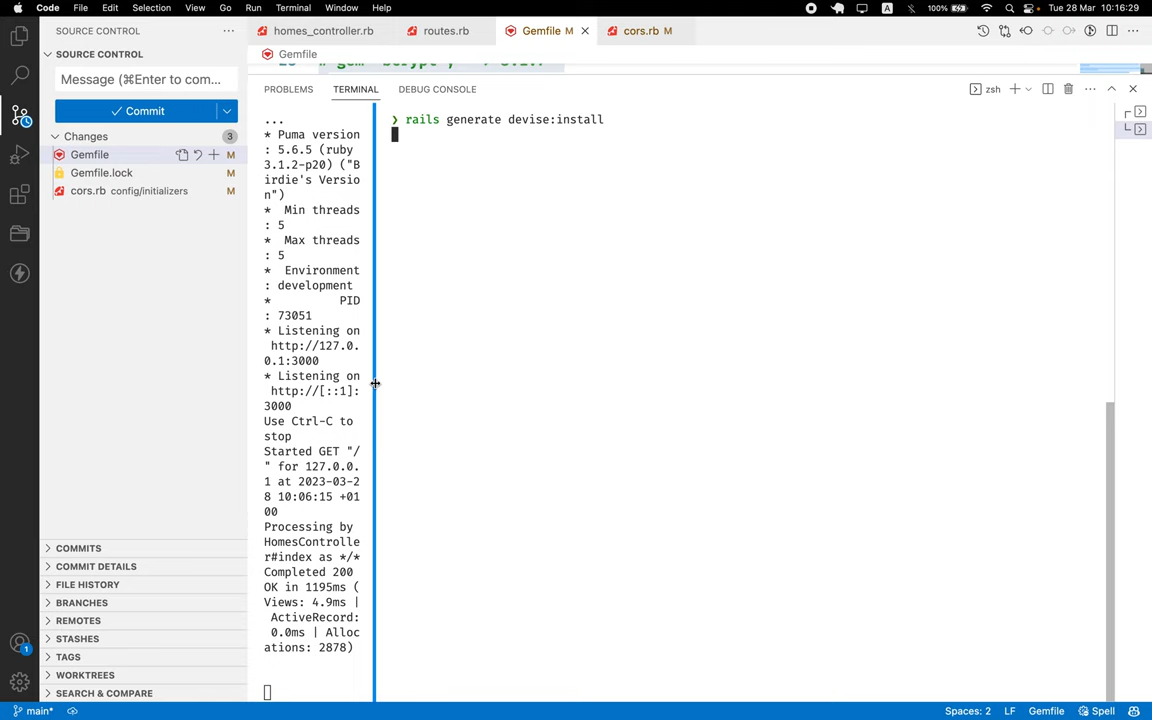 Code File Edit Selection View Go Run Terminal Window Help
A 100% Tue 28 Mar 10:16:29
SOURCE CONTROL ...
homes_controller.rb
routes.rb
Gemfile M
cors.rb M
SOURCE CONTROL
Gemfile
Message (⌘Enter to com...
PROBLEMS TERMINAL DEBUG CONSOLE
zsh
Commit
Changes 3
Gemfile M
Gemfile.lock M
cors.rb config/initializers M
...
* Puma version
: 5.6.5 (ruby
3.1.2-p20) ("B
irdie's Versio
n")
* Min threads
: 5
* Max threads
: 5
* Environment
: development
* PID
: 73051
* Listening on
http://127.0.
0.1:3000
* Listening on
http://[::1]:
3000
Use Ctrl-C to
stop
Started GET "/
" for 127.0.0.
1 at 2023-03-2
8 10:06:15 +01
00
Processing by
HomesControlle
r#index as */*
Completed 200
OK in 1195ms (
Views: 4.9ms |
ActiveRecord:
0.0ms | Alloc
ations: 2878)
❯ rails generate devise:install
COMMITS
COMMIT DETAILS
FILE HISTORY
BRANCHES
REMOTES
STASHES
TAGS
WORKTREES
SEARCH & COMPARE
1
main*
Spaces: 2 LF Gemfile Spell